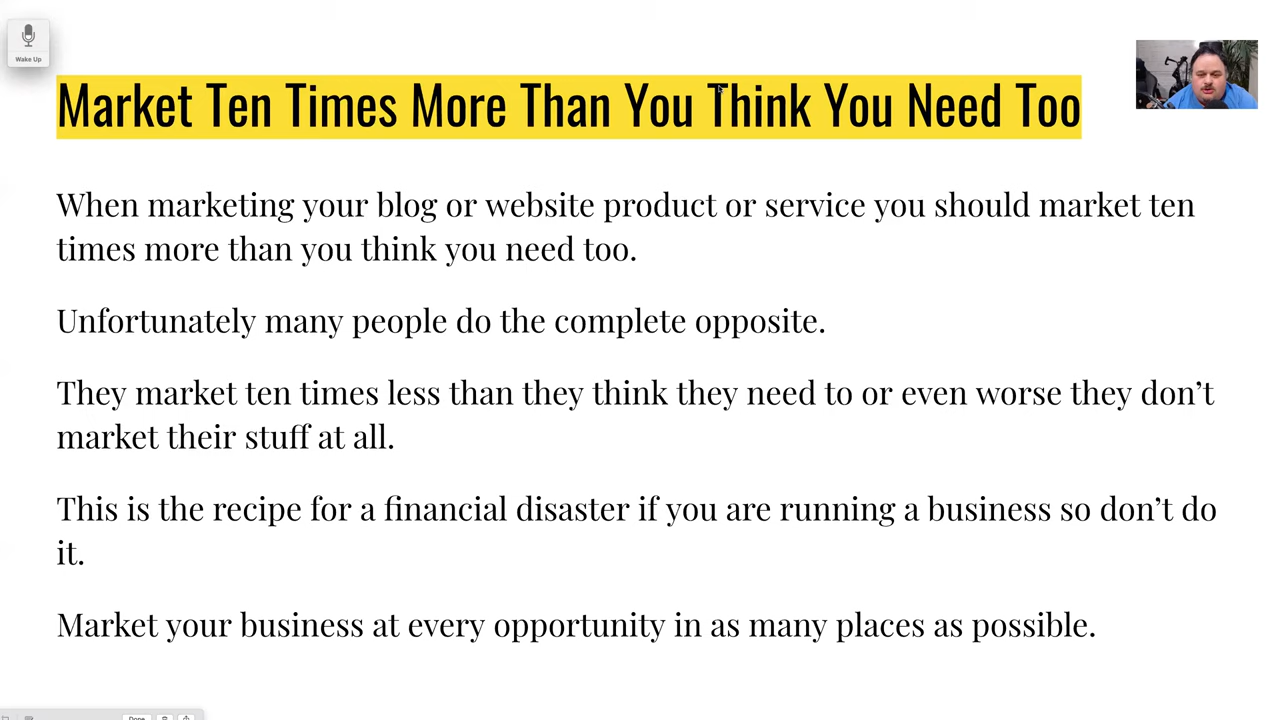 Wake Up
Market Ten Times More Than You Think You Need Too
When marketing your blog or website product or service you should market ten
times more than you think you need too.
Unfortunately many people do the complete opposite.
They market ten times less than they think they need to or even worse they don’t
market their stuff at all.
This is the recipe for a financial disaster if you are running a business so don’t do
it.
Market your business at every opportunity in as many places as possible.
Done